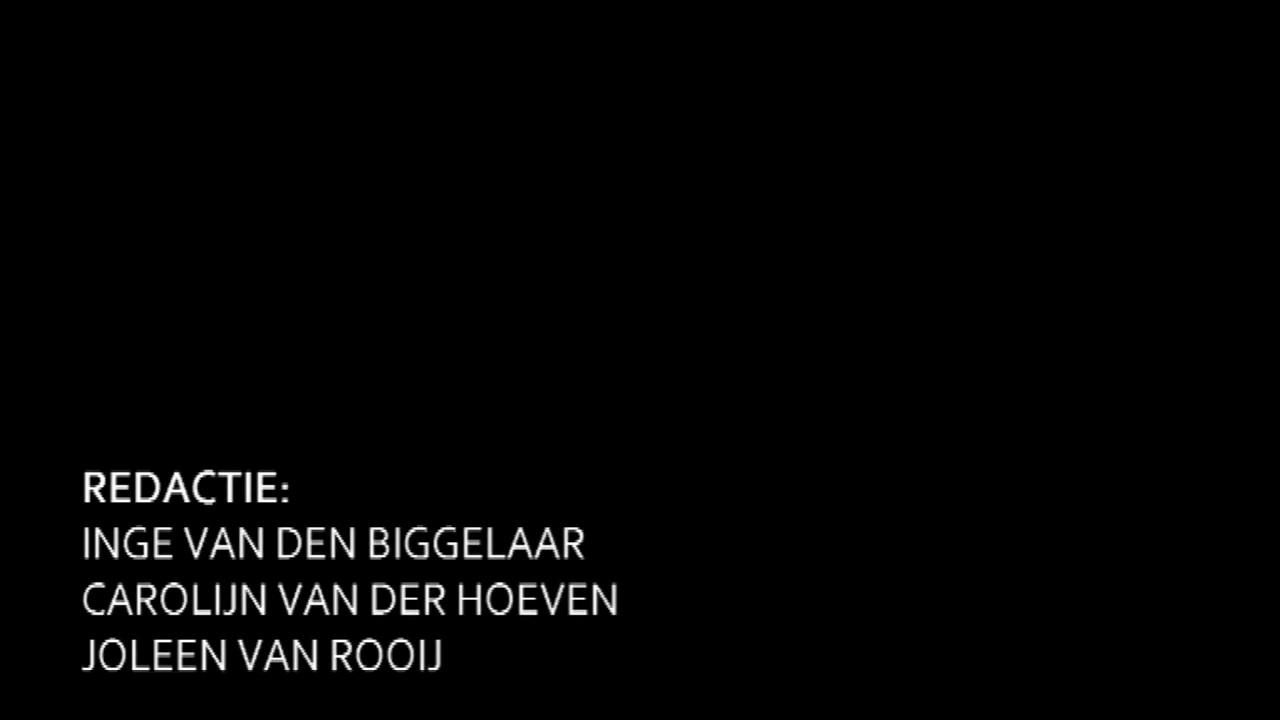 REDACTIE:
INGE VAN DEN BIGGELAAR
CAROLIJN VAN DER HOEVEN
JOLEEN VAN ROOIJ